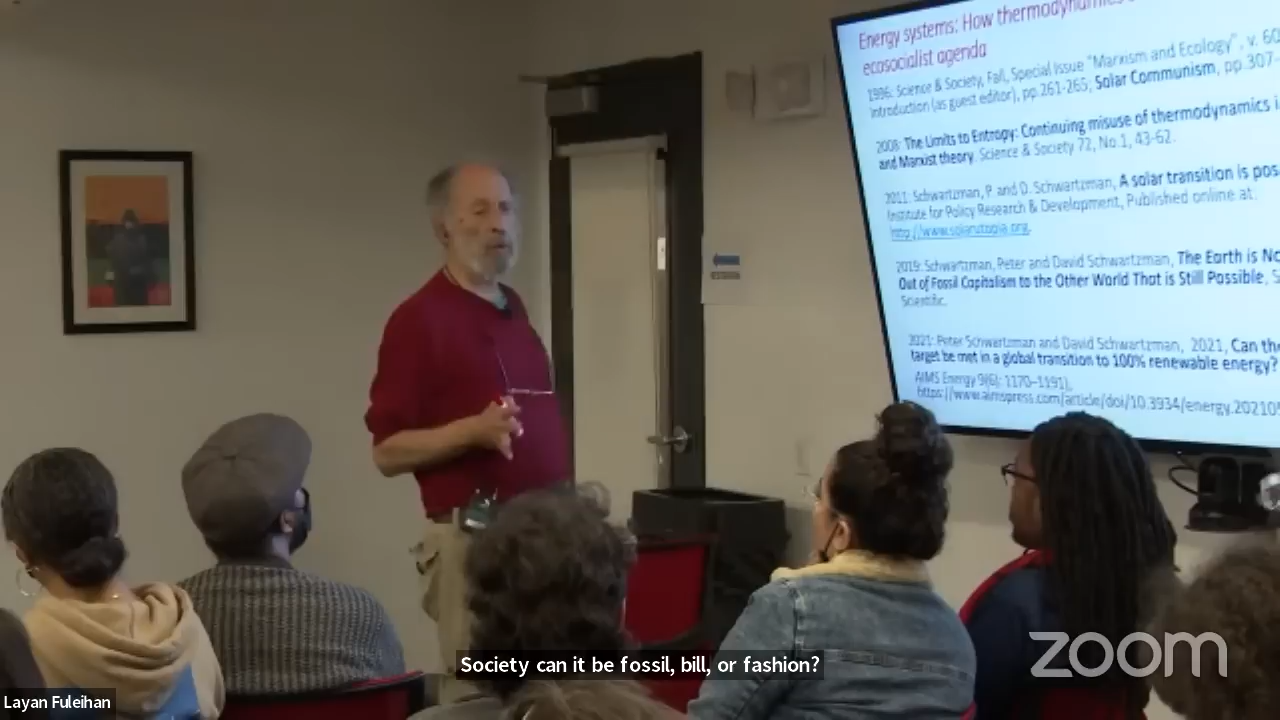 Energy systems: How thermodynamics
ecosocialist agenda
1996: Science & Society, Fall, Special Issue "Marxism and Ecology", v. 60
Introduction (as guest editor), pp.261-265; Solar Communism, pp.307-
2008: The Limits to Entropy: Continuing misuse of thermodynamics i
and Marxist theory. Science & Society 72, No.1, 43-62.
2011: Schwartzman, P. and D. Schwartzman, A solar transition is pos
Institute for Policy Research & Development, Published online at:
http://www.solarutopia.org.
2019: Schwartzman, Peter and David Schwartzman, The Earth is No
Out of Fossil Capitalism to the Other World That is Still Possible, S
Scientific.
2021: Peter Schwartzman and David Schwartzman, 2021, Can the
target be met in a global transition to 100% renewable energy?
AIMS Energy 9(6): 1170–1191),
https://www.aimspress.com/article/doi/10.3934/energy.202105
Society can it be fossil, bill, or fashion?
zoom
Layan Fuleihan